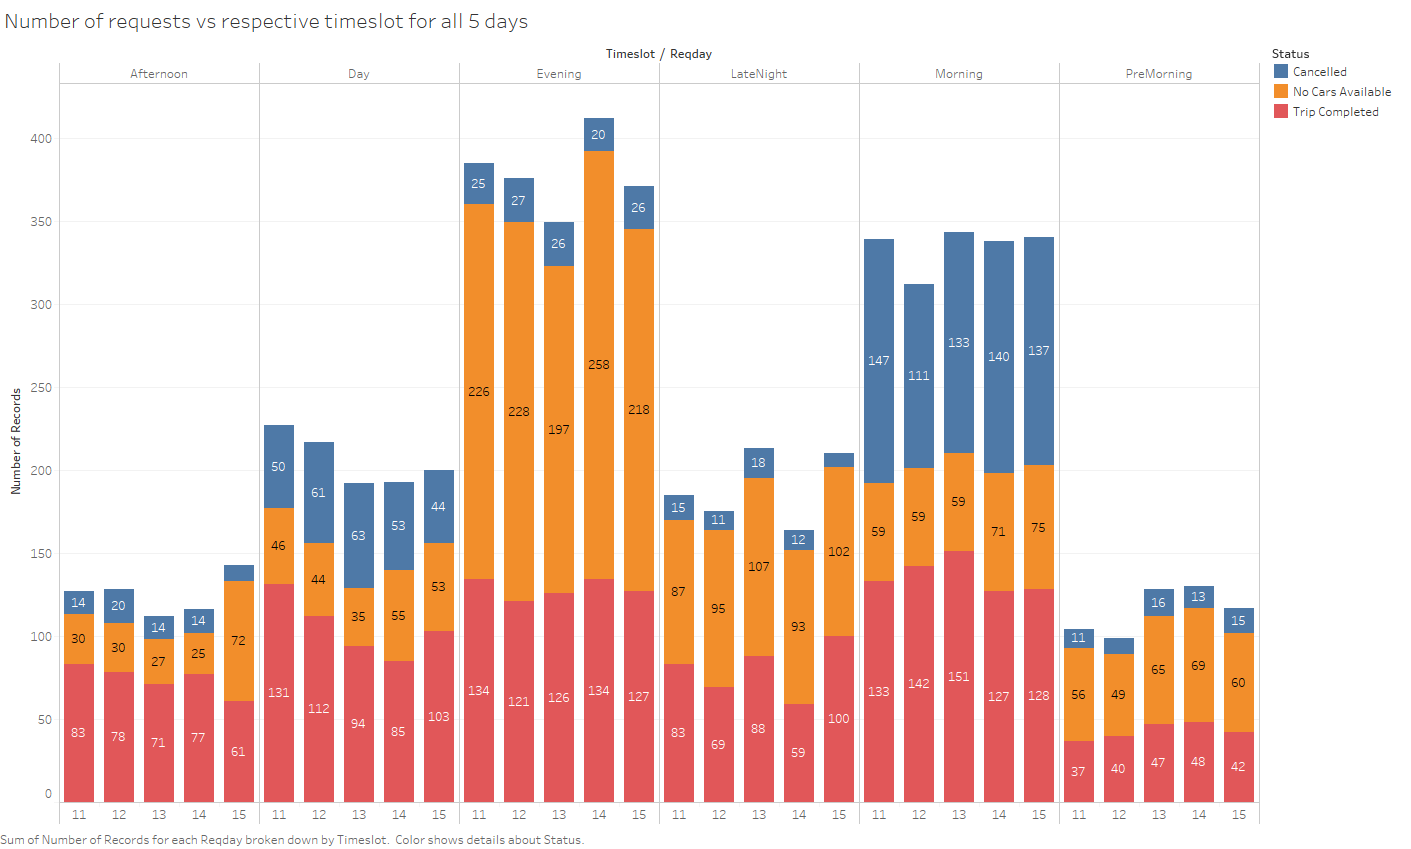 Number of requests vs respective timeslot for all 5 days
Timeslot / Reqday
Status
Afternoon Day Evening LateNight Morning PreMorning
Cancelled
No Cars Available
Trip Completed
Number of Records
400
350
300
250
200
150
100
50
0
14 20 14 14
30 30 27 25 72
83 78 71 77 61
50 61 63 53 44
46 44 35 55 53
131 112 94 85 103
25 27 26 20 26
226 228 197 258 218
134 121 126 134 127
15 11 18 12
87 95 107 93 102
83 69 88 59 100
147 111 133 140 137
59 59 59 71 75
133 142 151 127 128
11 16 13 15
56 49 65 69 60
37 40 47 48 42
11 12 13 14 15 11 12 13 14 15 11 12 13 14 15 11 12 13 14 15 11 12 13 14 15 11 12 13 14 15
Sum of Number of Records for each Reqday broken down by Timeslot. Color shows details about Status.